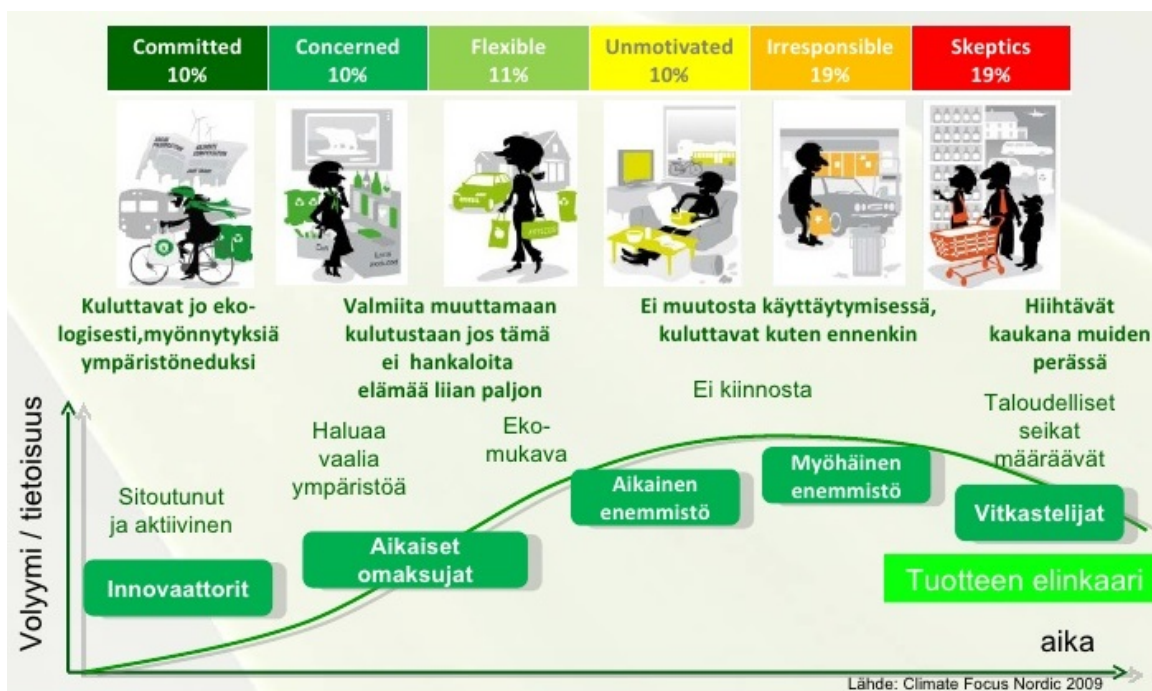 Committed
10%
Concerned
10%
Flexible
11%
Unmotivated
10%
Irresponsible
19%
Skeptics
19%
Kuluttavat jo eko-
logisesti,myönnytyksiä
ympäristöneduksi
Valmiita muuttamaan
kulutustaan jos tämä
ei hankaloita
elämää liian paljon
Ei muutosta käyttäytymisessä,
kuluttavat kuten ennenkin
Hiihtävät
kaukana muiden
perässä
Volyymi / tietoisuus
Sitoutunut
ja aktiivinen
Haluaa
vaalia
ympäristöä
Eko-
mukava
Ei kiinnosta
Taloudelliset
seikat
määräävät
Innovaattorit
Aikaiset
omaksujat
Aikainen
enemmistö
Myöhäinen
enemmistö
Vitkastelijat
Tuotteen elinkaari
aika
Lähde: Climate Focus Nordic 2009